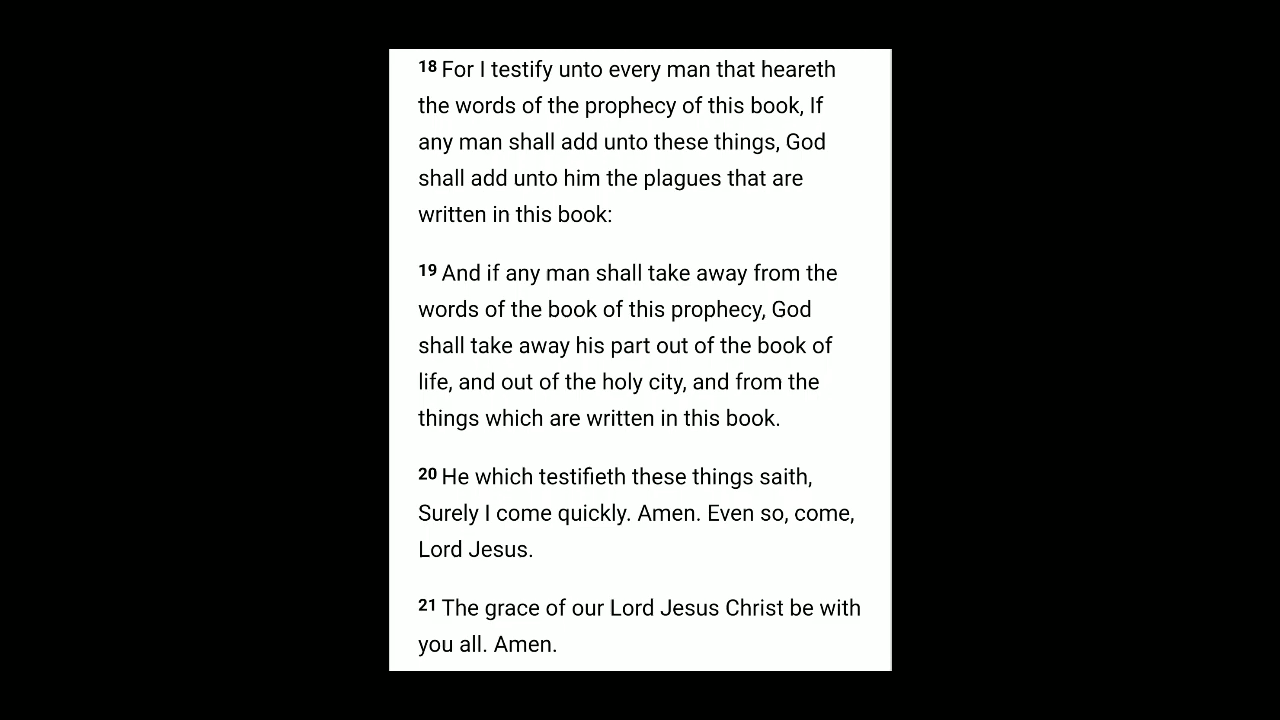 18 For I testify unto every man that heareth
the words of the prophecy of this book, If
any man shall add unto these things, God
shall add unto him the plagues that are
written in this book:
19 And if any man shall take away from the
words of the book of this prophecy, God
shall take away his part out of the book of
life, and out of the holy city, and from the
things which are written in this book.
20 He which testifieth these things saith,
Surely I come quickly. Amen. Even so, come,
Lord Jesus.
21 The grace of our Lord Jesus Christ be with
you all. Amen.